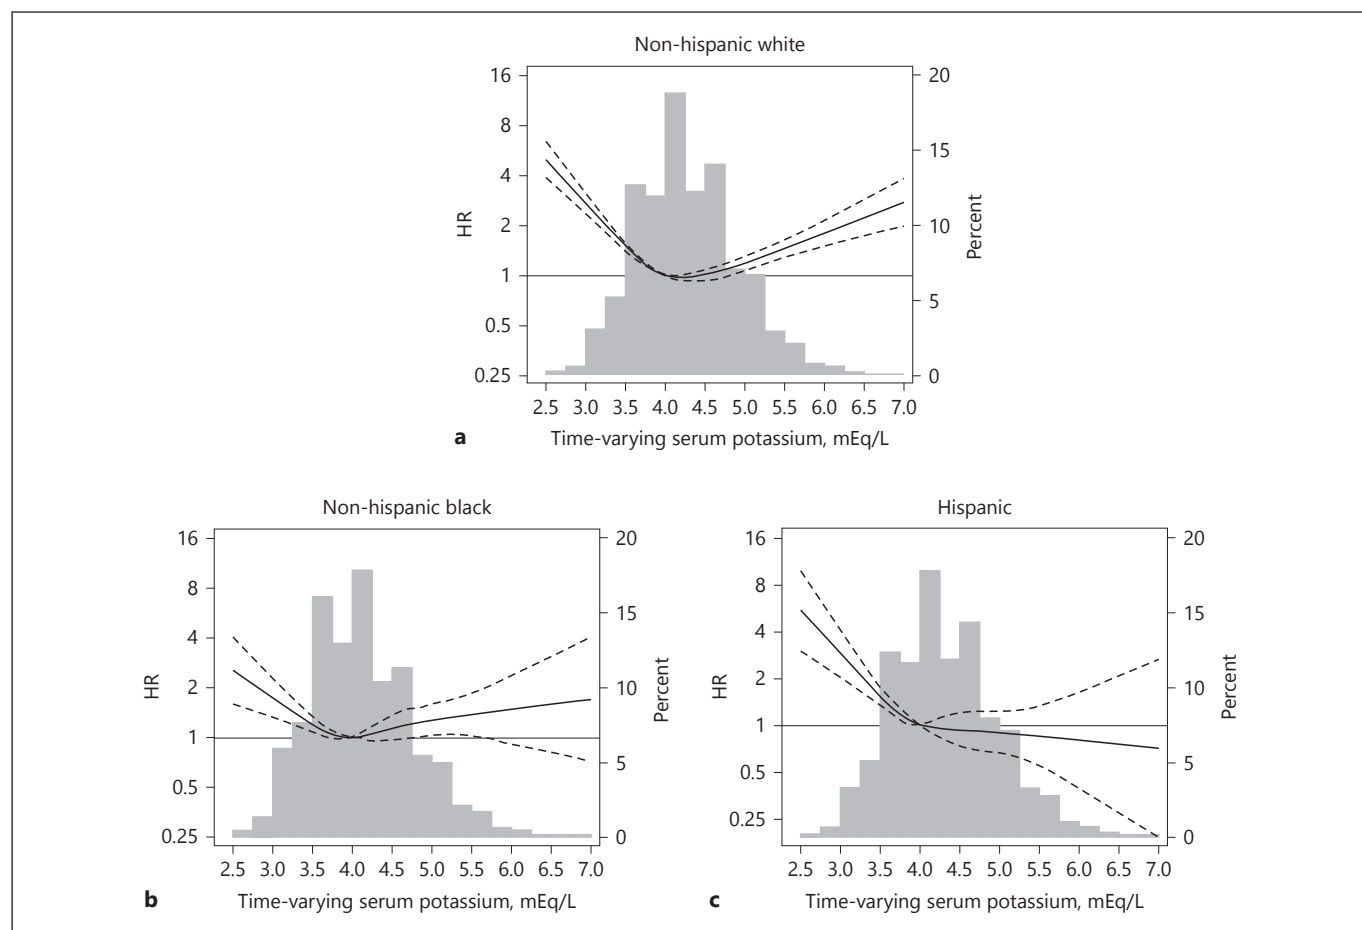 Non-hispanic white
16
8
4
2
1
0.5
0.25
HR
20
15
10
5
0
Percent
2.5 3.0 3.5 4.0 4.5 5.0 5.5 6.0 6.5 7.0
a Time-varying serum potassium, mEq/L
Non-hispanic black
16
8
4
2
1
0.5
0.25
HR
20
15
10
5
0
Percent
2.5 3.0 3.5 4.0 4.5 5.0 5.5 6.0 6.5 7.0
b Time-varying serum potassium, mEq/L
Hispanic
16
8
4
2
1
0.5
0.25
HR
20
15
10
5
0
Percent
2.5 3.0 3.5 4.0 4.5 5.0 5.5 6.0 6.5 7.0
c Time-varying serum potassium, mEq/L